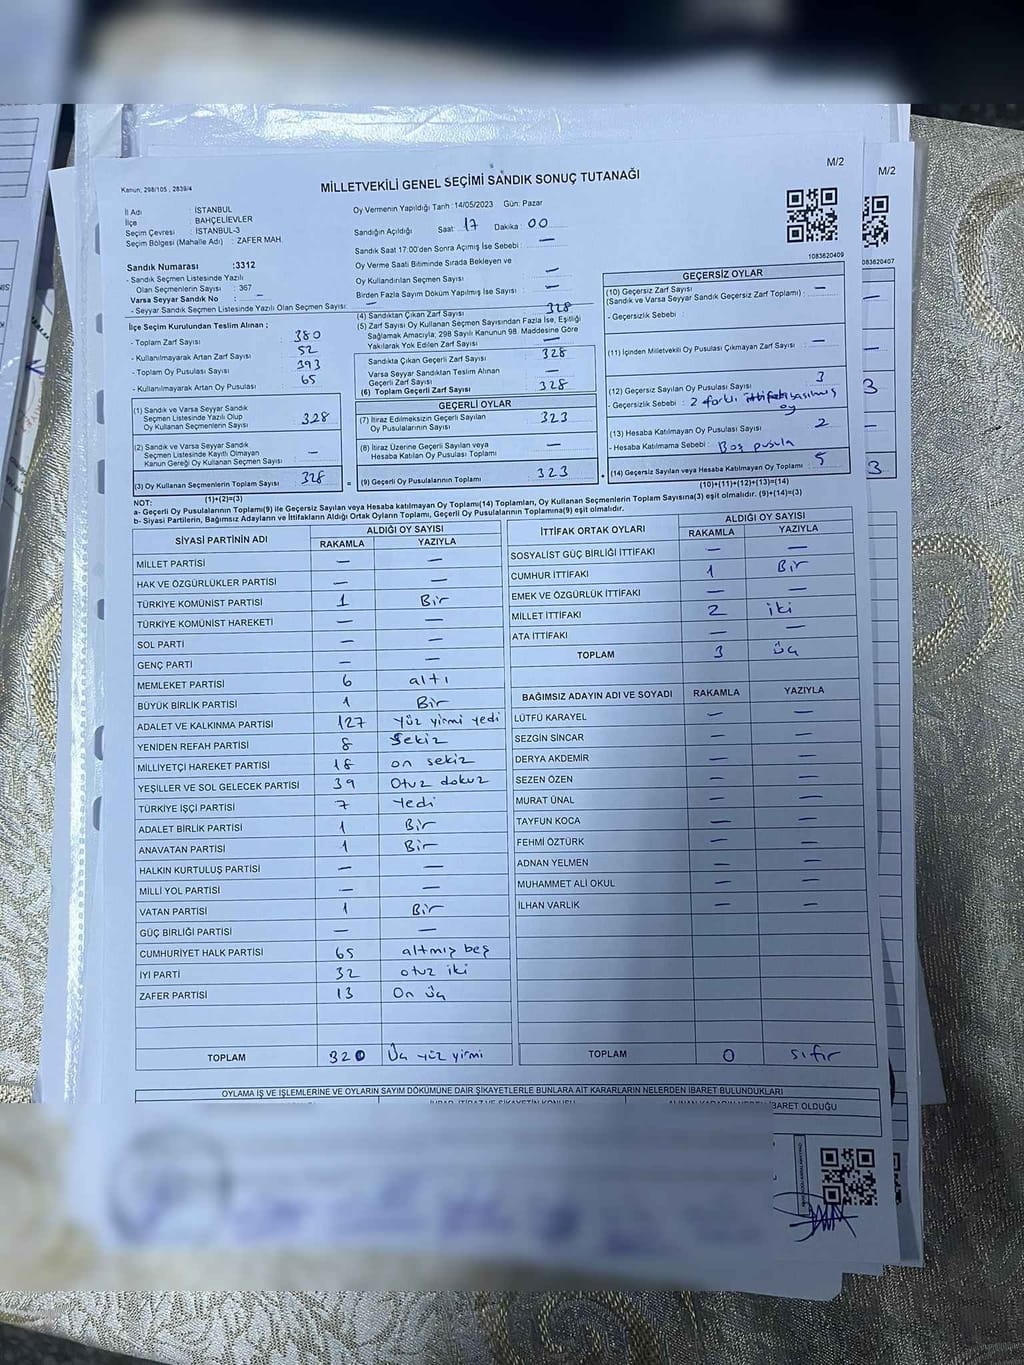 M/2
M/2
Kanun; 298/105 , 2839/4
MİLLETVEKİLİ GENEL SEÇİMİ SANDIK SONUÇ TUTANAĞI
İl Adı : İSTANBUL
İlçe : BAHÇELİEVLER
Seçim Çevresi : İSTANBUL-3
Seçim Bölgesi (Mahalle Adı) : ZAFER MAH.
Sandık Numarası :3312
- Sandık Seçmen Listesinde Yazılı
Olan Seçmenlerin Sayısı : 367
Varsa Seyyar Sandık No : —
- Seyyar Sandık Seçmen Listesinde Yazılı Olan Seçmen Sayısı: —
Oy Vermenin Yapıldığı Tarih :14/05/2023 Gün: Pazar
Sandığın Açıldığı Saat : 17 Dakika : 00
Sandık Saat 17:00'den Sonra Açmış İse Sebebi : —
Oy Verme Saati Bitiminde Sırada Bekleyen ve
Oy Kullandırılan Seçmen Sayısı : —
Birden Fazla Sayım Döküm Yapılmış İse Sayısı : —
1083620409
1083620407
İlçe Seçim Kurulundan Teslim Alınan ;
- Toplam Zarf Sayısı : 380
- Kullanılmayarak Artan Zarf Sayısı : 52
- Toplam Oy Pusulası Sayısı : 393
- Kullanılmayarak Artan Oy Pusulası : 65
(1) Sandık ve Varsa Seyyar Sandık
Seçmen Listesinde Yazılı Olup
Oy Kullanan Seçmenlerin Sayısı : 328
(2) Sandık ve Varsa Seyyar Sandık
Seçmen Listesinde Kayıtlı Olmayan
Kanun Gereği Oy Kullanan Seçmen Sayısı : —
(3) Oy Kullanan Seçmenlerin Toplam Sayısı : 328
(1)+(2)=(3)
(4) Sandıktan Çıkan Zarf Sayısı : 328
(5) Zarf Sayısı Oy Kullanan Seçmen Sayısından Fazla İse, Eşitliği
Sağlamak Amacıyla; 298 Sayılı Kanunun 98. Maddesine Göre
Yakılarak Yok Edilen Zarf Sayısı : —
Sandıkta Çıkan Geçerli Zarf Sayısı : 328
Varsa Seyyar Sandıktan Teslim Alınan
Geçerli Zarf Sayısı : —
(6) Toplam Geçerli Zarf Sayısı : 328
GEÇERLİ OYLAR
(7) İtiraz Edilmeksizin Geçerli Sayılan
Oy Pusulasının Sayısı : 323
(8) İtiraz Üzerine Geçerli Sayılan veya
Hesaba Katılan Oy Pusulası Toplamı : —
= (9) Geçerli Oy Pusulalarının Toplamı : 323
GEÇERSİZ OYLAR
(10) Geçersiz Zarf Sayısı
(Sandık ve Varsa Seyyar Sandık Geçersiz Zarf Toplamı) : —
- Geçersizlik Sebebi :
(11) İçinden Milletvekili Oy Pusulası Çıkmayan Zarf Sayısı : —
(12) Geçersiz Sayılan Oy Pusulası Sayısı : 3
- Geçersizlik Sebebi : 2 farklı ittifaka basılmış
oy
(13) Hesaba Katılmayan Oy Pusulası Sayısı : 2
- Hesaba Katılmama Sebebi : Boş pusula
+ (14) Geçersiz Sayılan veya Hesaba Katılmayan Oy Toplamı : 5
(10)+(11)+(12)+(13)=(14)
3
3
NOT:
a- Geçerli Oy Pusulasının Toplamı(9) ile Geçersiz Sayılan veya Hesaba katılmayan Oy Toplamı(14) Toplamları, Oy Kullanan Seçmenlerin Toplam Sayısına(3) eşit olmalıdır. (9)+(14)=(3)
b- Siyasi Partilerin, Bağımsız Adayların ve İttifakların Aldığı Ortak Oyların Toplamı, Geçerli Oy Pusulalarının Toplamına(9) eşit olmalıdır.
SİYASİ PARTİNİN ADI ALDIĞI OY SAYISI
RAKAMLA YAZIYLA
MİLLET PARTİSİ — —
HAK VE ÖZGÜRLÜKLER PARTİSİ — —
TÜRKİYE KOMÜNİST PARTİSİ 1 Bir
TÜRKİYE KOMÜNİST HAREKETİ — —
SOL PARTİ — —
GENÇ PARTİ — —
MEMLEKET PARTİSİ 6 altı
BÜYÜK BİRLİK PARTİSİ 1 Bir
ADALET VE KALKINMA PARTİSİ 127 Yüz yirmi yedi
YENİDEN REFAH PARTİSİ 8 Sekiz
MİLLİYETÇİ HAREKET PARTİSİ 18 on sekiz
YEŞİLLER VE SOL GELECEK PARTİSİ 39 Otuz dokuz
TÜRKİYE İŞÇİ PARTİSİ 7 Yedi
ADALET BİRLİK PARTİSİ 1 Bir
ANAVATAN PARTİSİ 1 Bir
HALKIN KURTULUŞ PARTİSİ — —
MİLLİ YOL PARTİSİ — —
VATAN PARTİSİ 1 Bir
GÜÇ BİRLİĞİ PARTİSİ — —
CUMHURİYET HALK PARTİSİ 65 altmış beş
İYİ PARTİ 32 otuz iki
ZAFER PARTİSİ 13 On üç
TOPLAM 320 Üç yüz yirmi
İTTİFAK ORTAK OYLARI ALDIĞI OY SAYISI
RAKAMLA YAZIYLA
SOSYALİST GÜÇ BİRLİĞİ İTTİFAKI — —
CUMHUR İTTİFAKI 1 Bir
EMEK VE ÖZGÜRLÜK İTTİFAKI — —
MİLLET İTTİFAKI 2 iki
ATA İTTİFAKI — —
TOPLAM 3 üç
BAĞIMSIZ ADAYIN ADI VE SOYADI RAKAMLA YAZIYLA
LÜTFÜ KARAYEL — —
SEZGİN SİNCAR — —
DERYA AKDEMİR — —
SEZEN ÖZEN — —
MURAT ÜNAL — —
TAYFUN KOCA — —
FEHMİ ÖZTÜRK — —
ADNAN YELMEN — —
MUHAMMET ALİ OKUL — —
İLHAN VARLIK — —
TOPLAM 0 sıfır
OYLAMA İŞ VE İŞLEMLERİNE VE OYLARIN SAYIM DÖKÜMÜNE DAİR ŞİKAYETLERLE BUNLARA AİT KARARLARIN NELERDEN İBARET BULUNDUKLARI